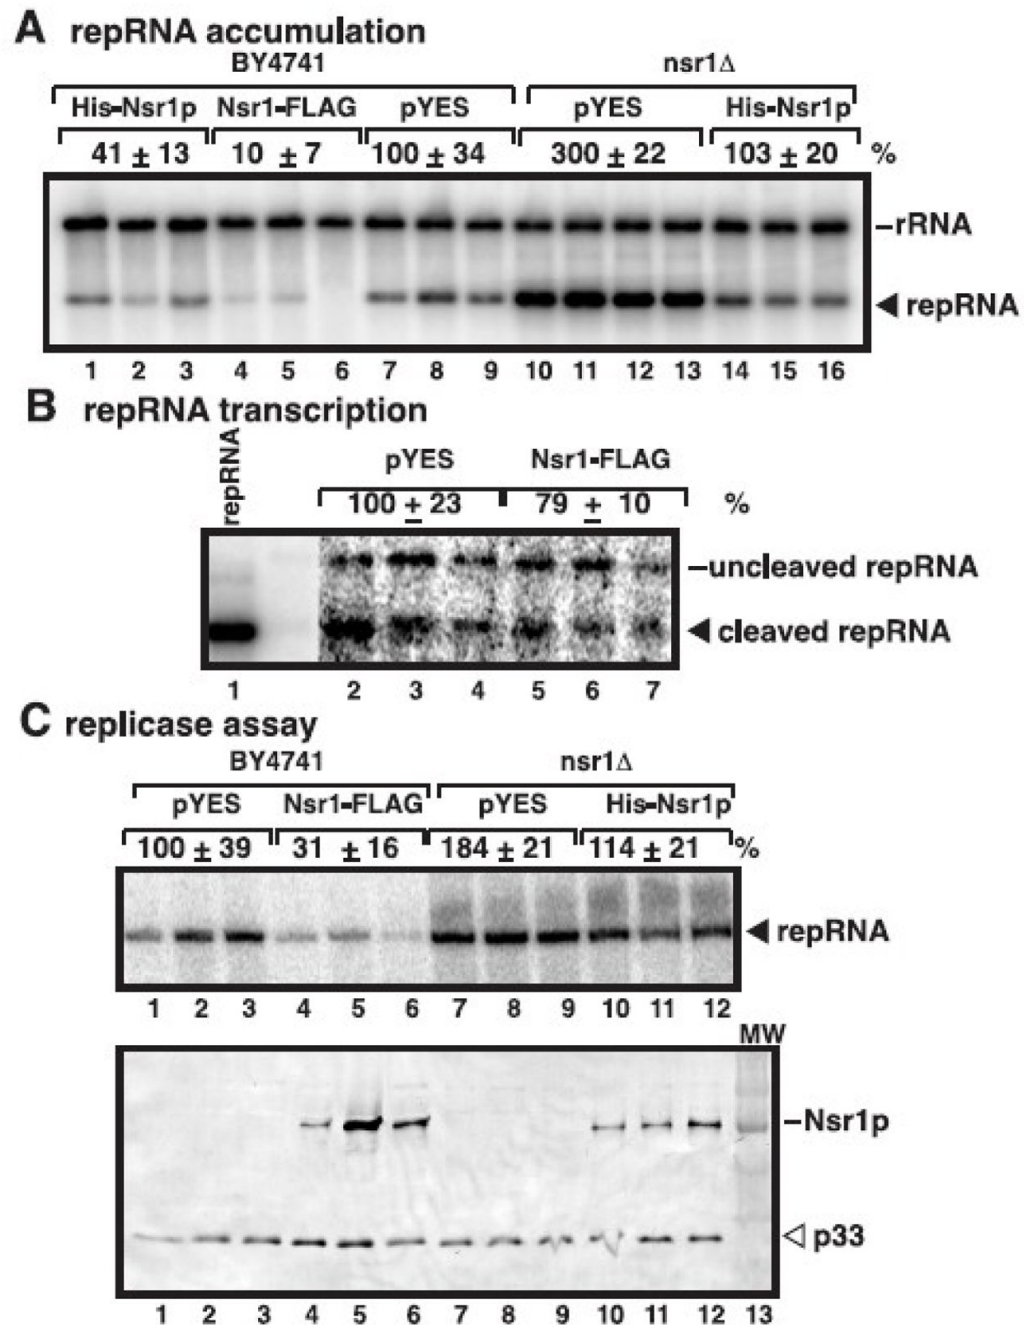 A repRNA accumulation
BY4741 nsr1Δ
His-Nsr1p Nsr1-FLAG pYES pYES His-Nsr1p
41 ± 13 10 ± 7 100 ± 34 300 ± 22 103 ± 20 %
-rRNA
◀ repRNA
1 2 3 4 5 6 7 8 9 10 11 12 13 14 15 16
B repRNA transcription
repRNA
pYES Nsr1-FLAG
100 ± 23 79 ± 10 %
-uncleaved repRNA
◀ cleaved repRNA
1 2 3 4 5 6 7
C replicase assay
BY4741 nsr1Δ
pYES Nsr1-FLAG pYES His-Nsr1p
100 ± 39 31 ± 16 184 ± 21 114 ± 21 %
◀ repRNA
1 2 3 4 5 6 7 8 9 10 11 12
MW
-Nsr1p
◁ p33
1 2 3 4 5 6 7 8 9 10 11 12 13